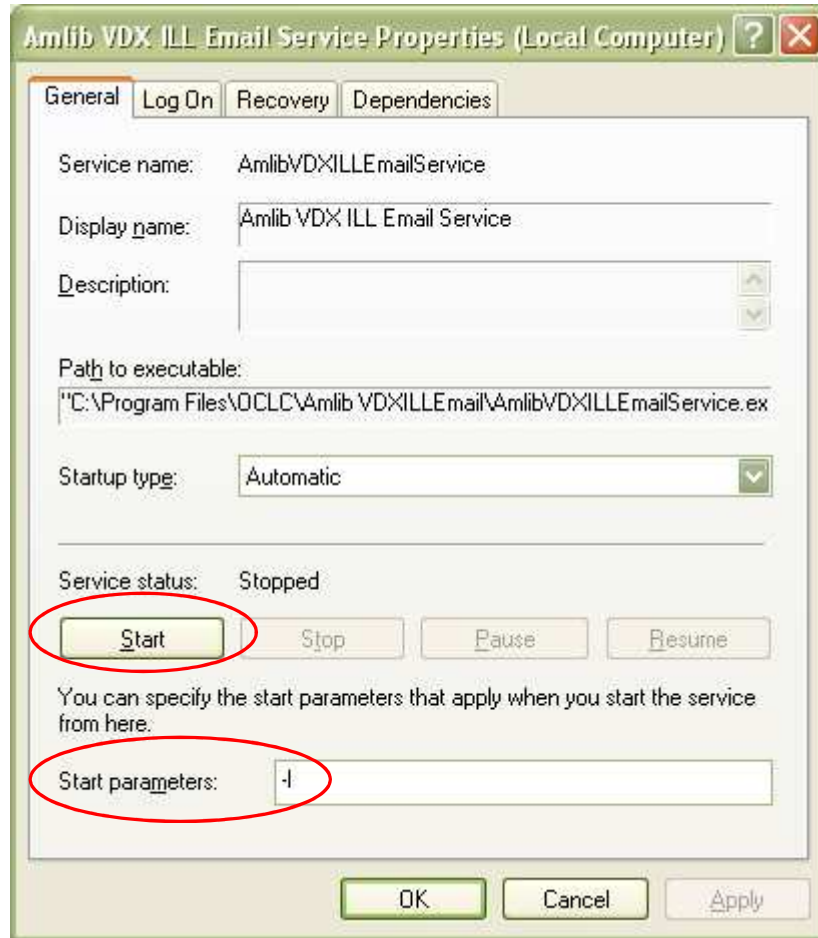 Amlib VDX ILL Email Service Properties (Local Computer)
General Log On Recovery Dependencies
Service name: AmlibVDXILLEmailService
Display name: Amlib VDX ILL Email Service
Description:
Path to executable:
"C:\Program Files\OCLC\Amlib VDXILLEmail\AmlibVDXILLEmailService.ex
Startup type: Automatic
Service status: Stopped
Start Stop Pause Resume
You can specify the start parameters that apply when you start the service
from here.
Start parameters: -l
OK Cancel Apply